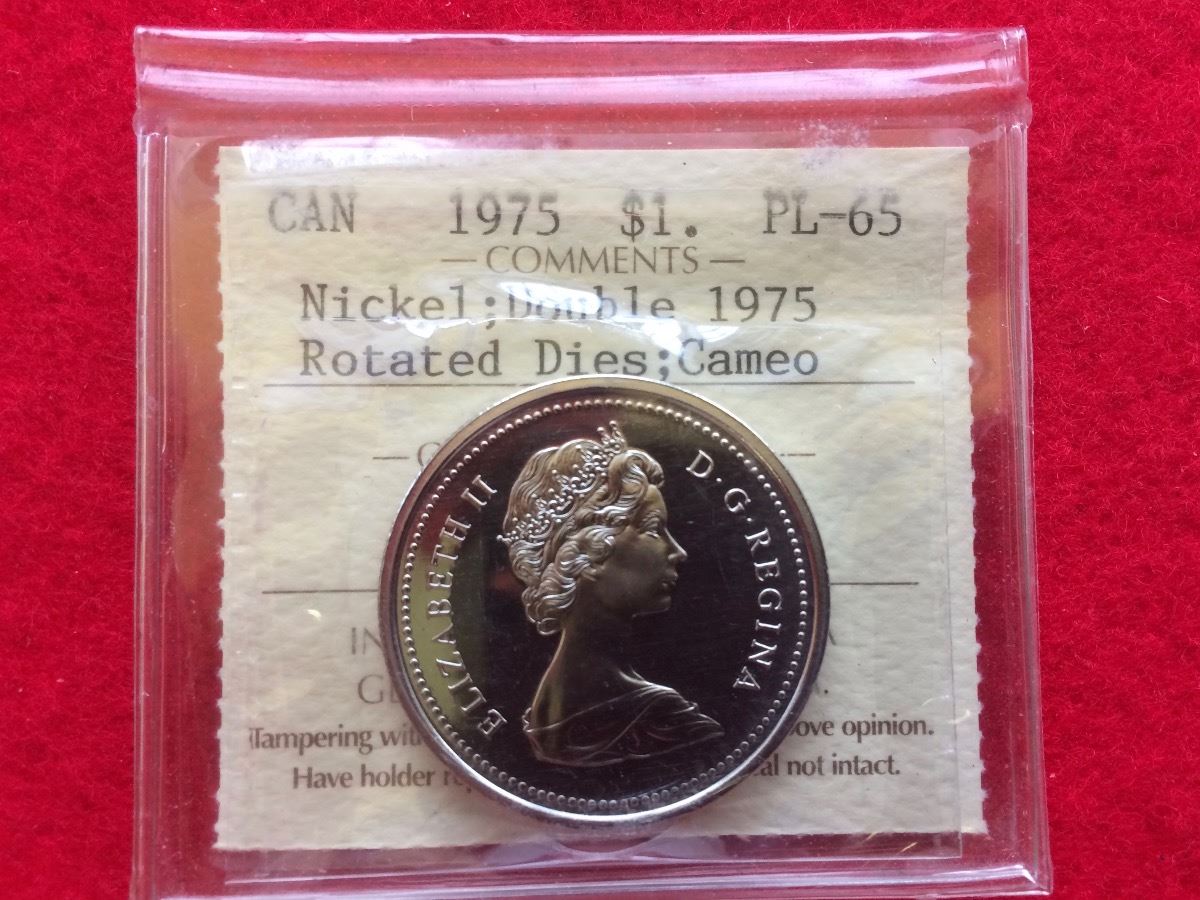 CAN 1975 $1. PL-65
— COMMENTS —
Nickel;Double 1975
Rotated Dies;Cameo
ELIZABETH II D·G·REGINA
Tampering with ove opinion.
Have holder al not intact.